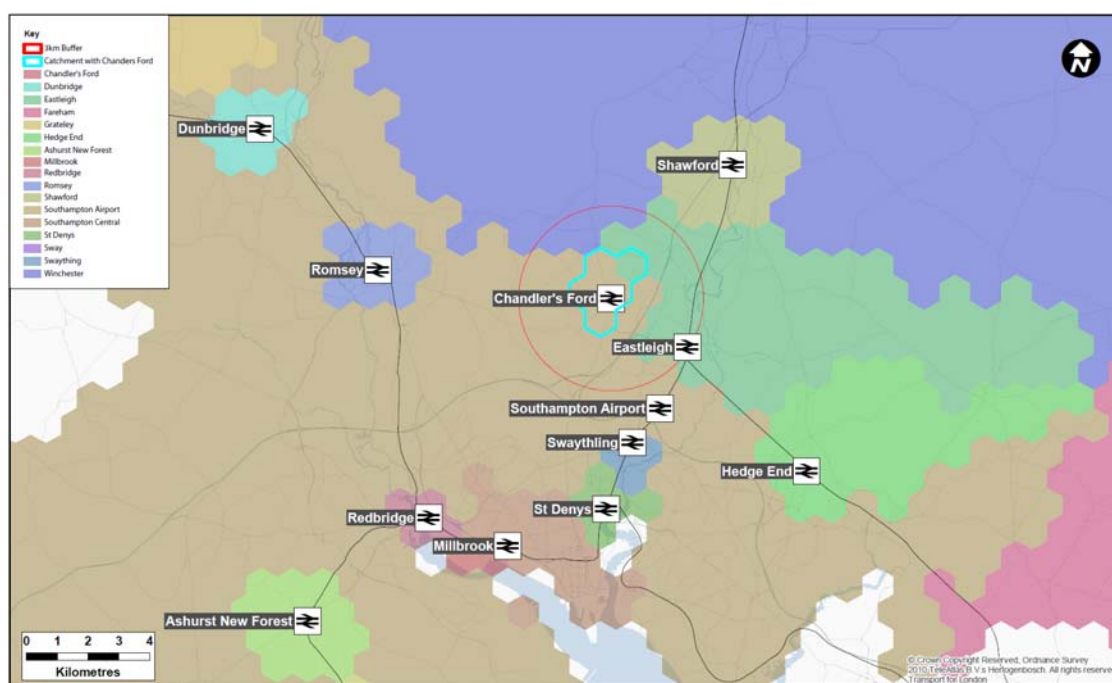 Key
3km Buffer
Catchment with Chanders Ford
Chandler's Ford
Dunbridge
Eastleigh
Fareham
Grateley
Hedge End
Ashurst New Forest
Millbrook
Redbridge
Romsey
Shawford
Southampton Airport
Southampton Central
St Denys
Sway
Swaything
Winchester
N
Dunbridge
Shawford
Romsey
Chandler's Ford
Eastleigh
Southampton Airport
Swaythling
Hedge End
St Denys
Redbridge
Millbrook
Ashurst New Forest
0 1 2 3 4
Kilometres
© Crown Copyright Reserved, Ordnance Survey
2010 TeleAtlas B.V.s Hertogenbosch. All rights reserve
Transport for London